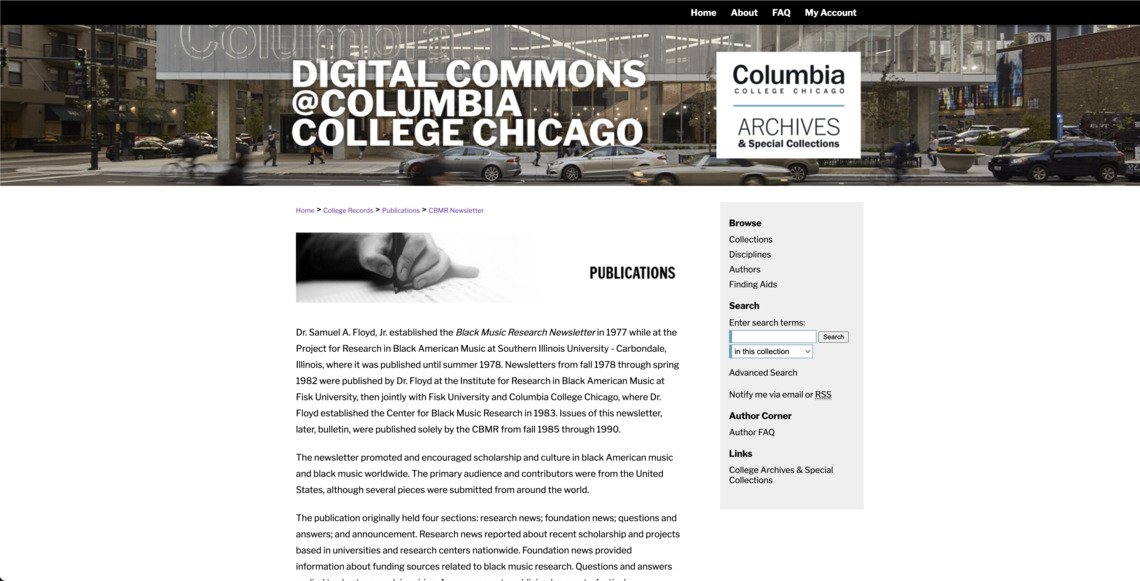 Home About FAQ My Account
Columbia
DIGITAL COMMONS
@COLUMBIA
COLLEGE CHICAGO
Columbia
COLLEGE CHICAGO
ARCHIVES
& Special Collections
Home > College Records > Publications > CBMR Newsletter
PUBLICATIONS
Dr. Samuel A. Floyd, Jr. established the Black Music Research Newsletter in 1977 while at the
Project for Research in Black American Music at Southern Illinois University - Carbondale,
Illinois, where it was published until summer 1978. Newsletters from fall 1978 through spring
1982 were published by Dr. Floyd at the Institute for Research in Black American Music at
Fisk University, then jointly with Fisk University and Columbia College Chicago, where Dr.
Floyd established the Center for Black Music Research in 1983. Issues of this newsletter,
later, bulletin, were published solely by the CBMR from fall 1985 through 1990.
The newsletter promoted and encouraged scholarship and culture in black American music
and black music worldwide. The primary audience and contributors were from the United
States, although several pieces were submitted from around the world.
The publication originally held four sections: research news; foundation news; questions and
answers; and announcement. Research news reported about recent scholarship and projects
based in universities and research centers nationwide. Foundation news provided
information about funding sources related to black music research. Questions and answers
Browse
Collections
Disciplines
Authors
Finding Aids
Search
Enter search terms:
Search
in this collection
Advanced Search
Notify me via email or RSS
Author Corner
Author FAQ
Links
College Archives & Special
Collections